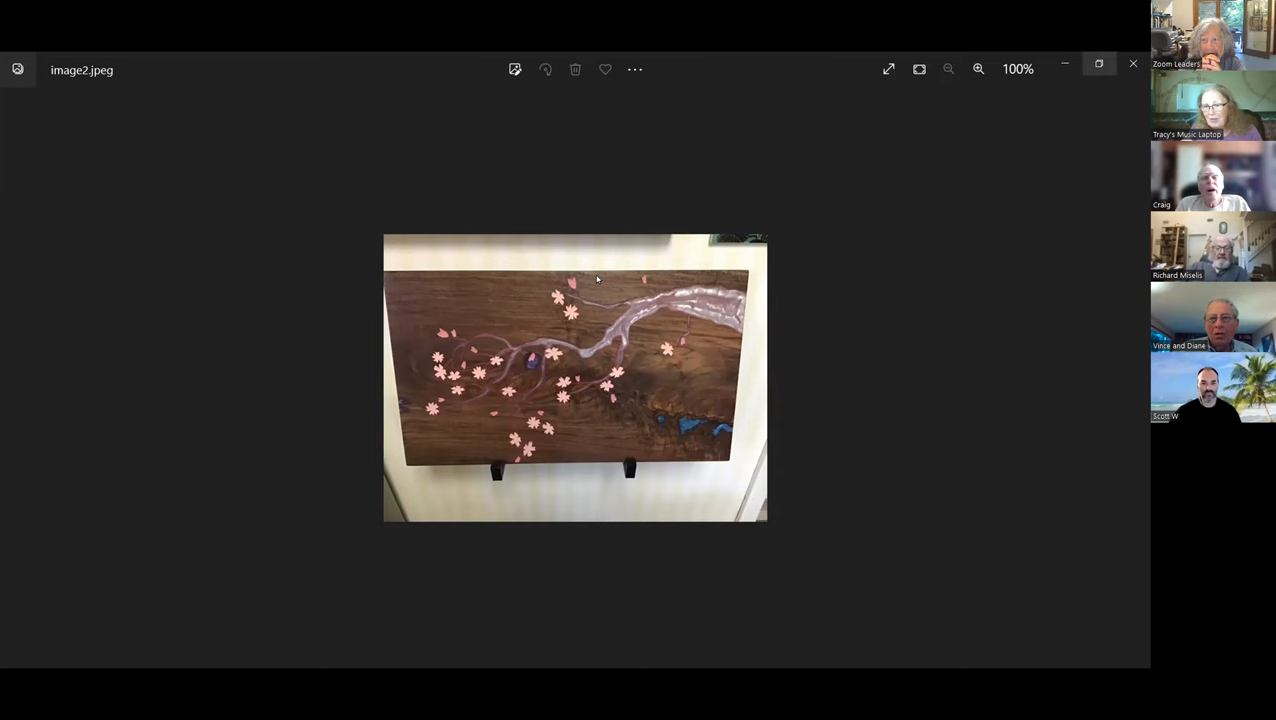 image2.jpeg
100%
Zoom Leaders
Tracy's Music Laptop
Craig
Richard Miselis
Vince and Diane
Scott W